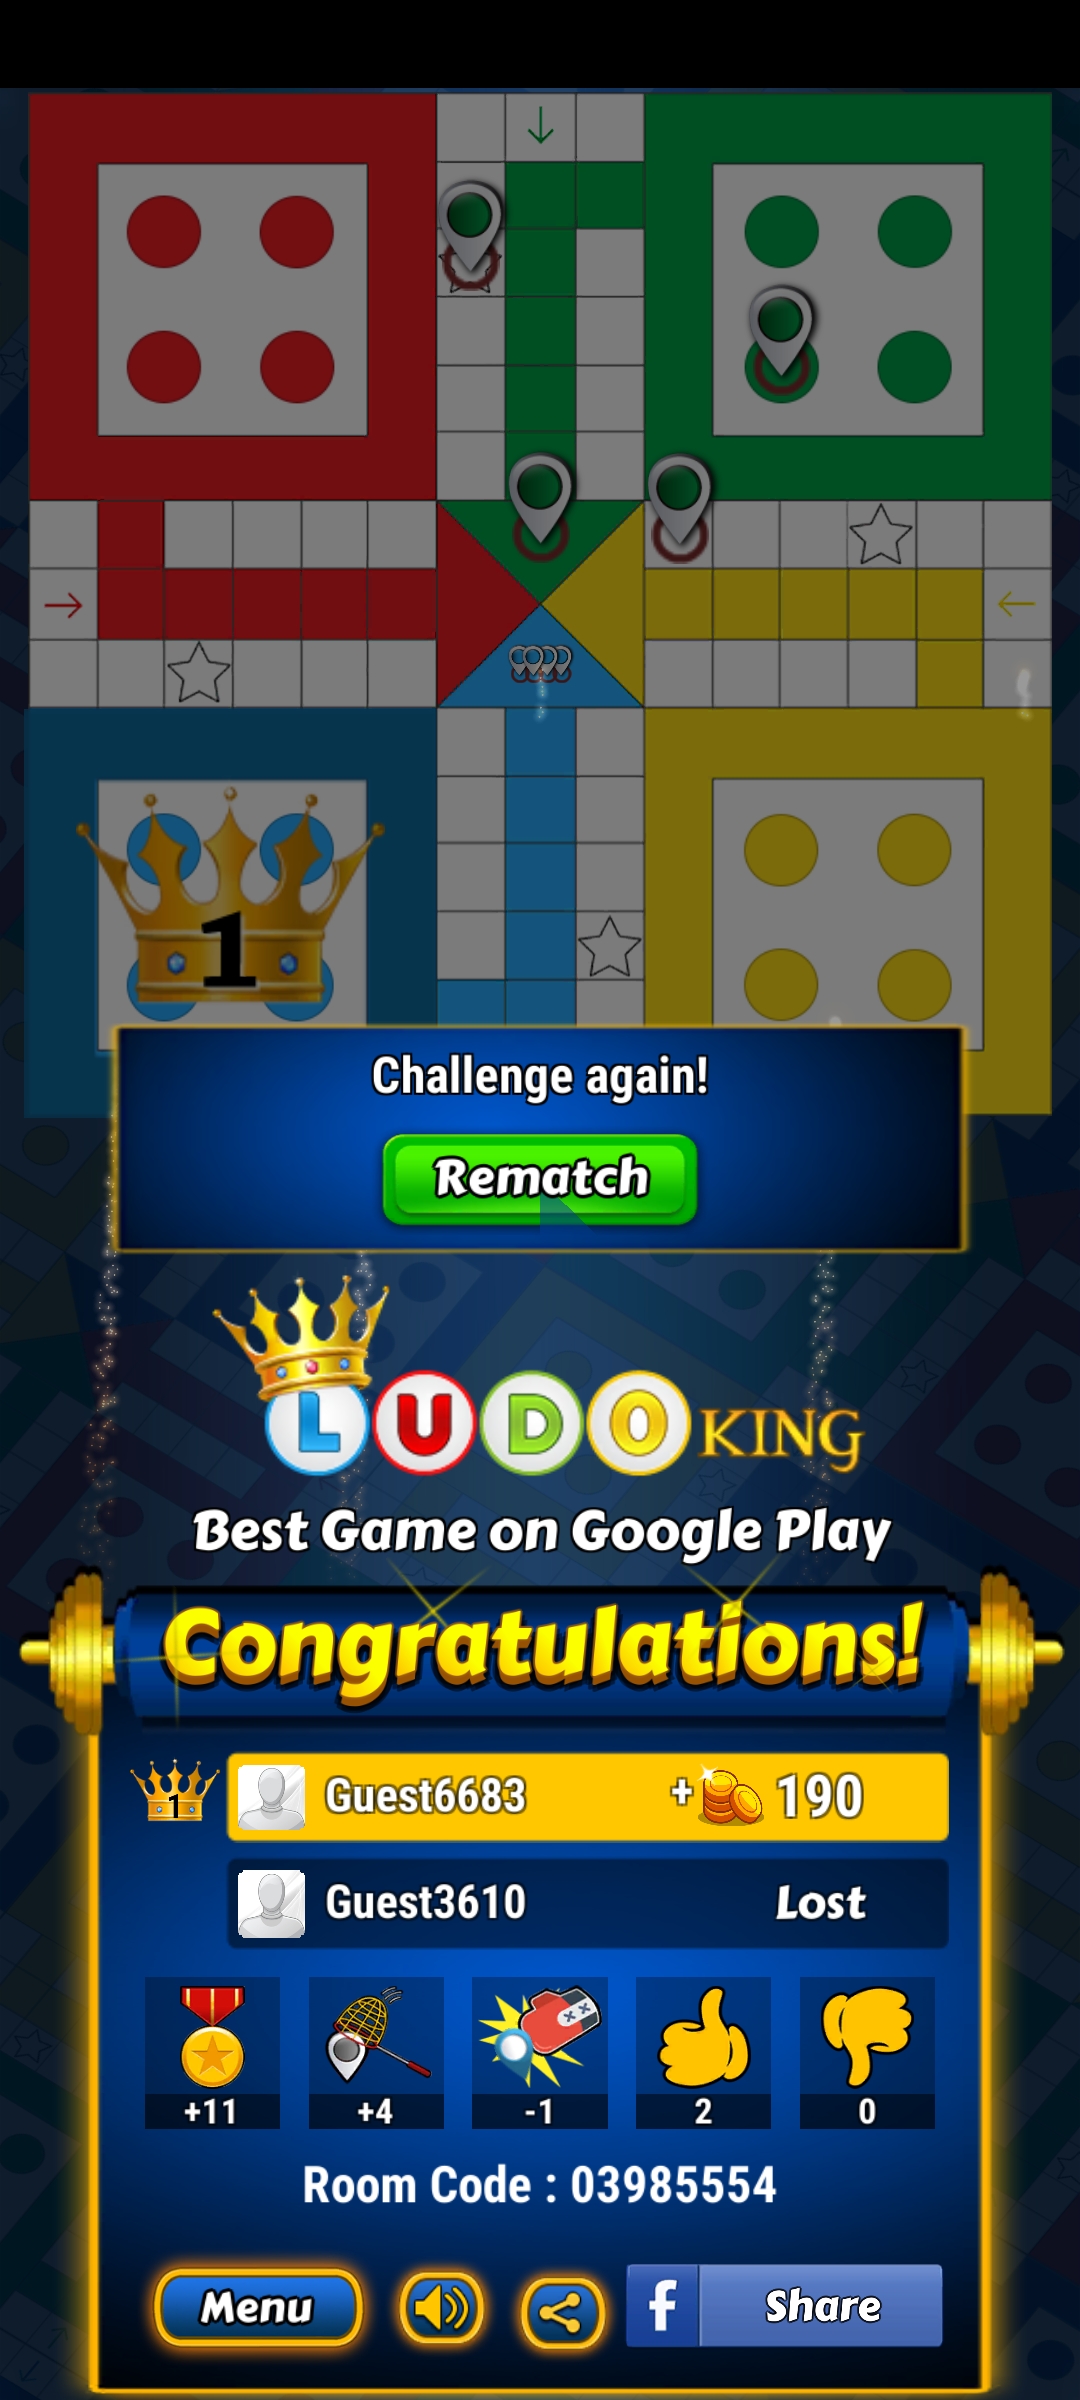 1
Challenge again!
Rematch
LUDO KING
Best Game on Google Play
Congratulations!
1 Guest6683 + 190
Guest3610 Lost
+11 +4 -1 2 0
Room Code : 03985554
Menu f Share